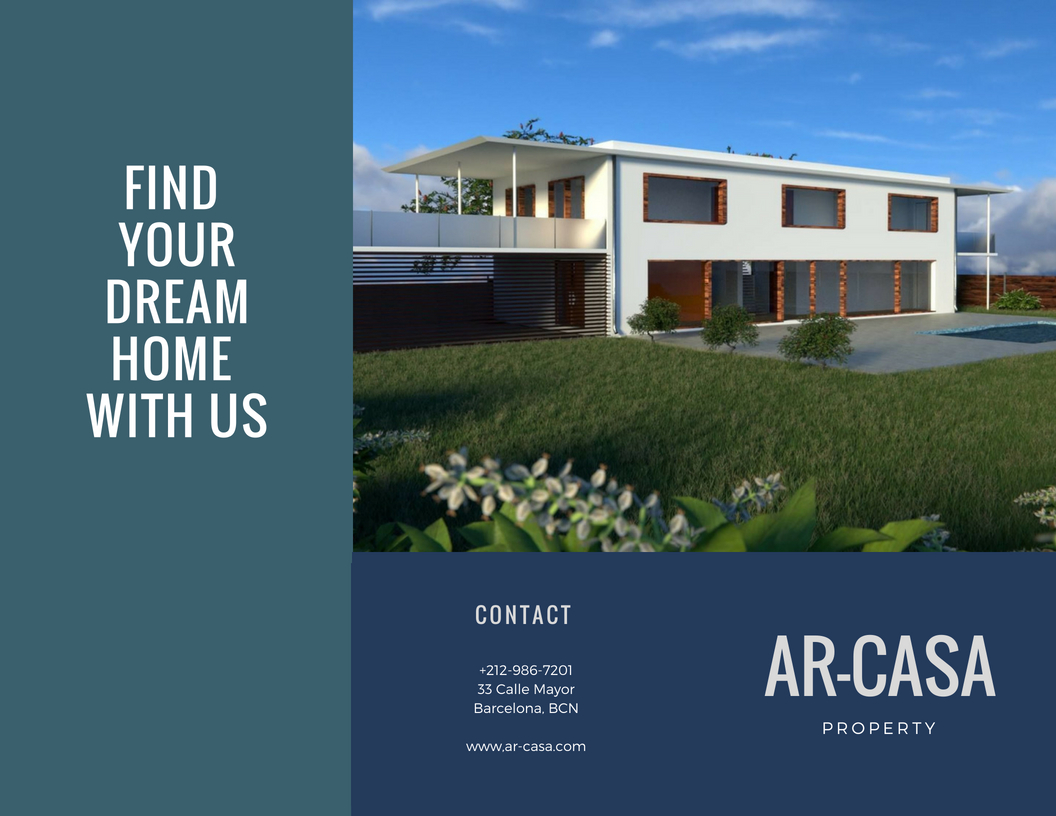 FIND
YOUR
DREAM
HOME
WITH US
CONTACT
+212-986-7201
33 Calle Mayor
Barcelona, BCN
www,ar-casa.com
AR-CASA
PROPERTY